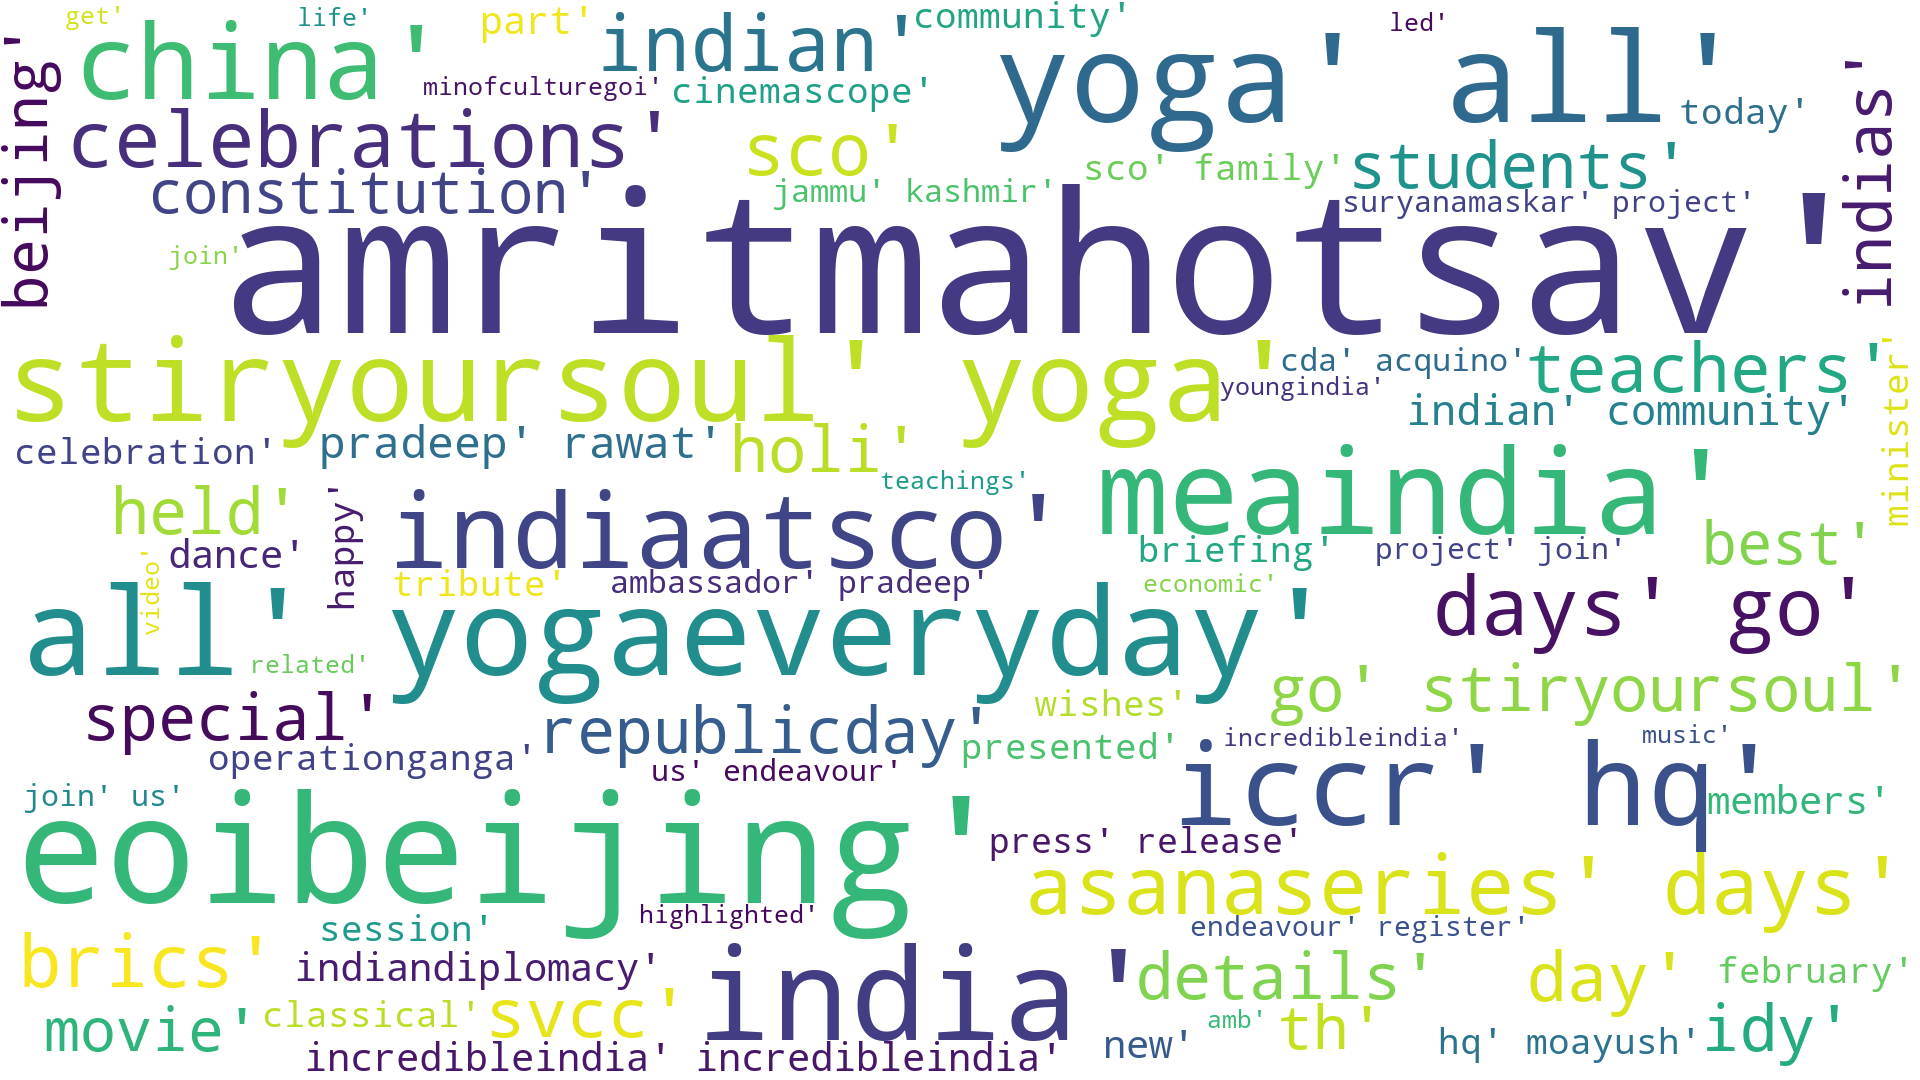 get'
life'
part'
indian'
community'
led'
beijing'
china'
yoga' all'
indias'
minofculturegoi'
cinemascope'
today'
celebrations'
sco'
sco' family'
students'
constitution'
jammu' kashmir'
suryanamaskar' project'
join'
amritmahotsav'
stiryoursoul' yoga'
cda' acquino'
teachers'
minister'
youngindia'
indian' community'
celebration'
pradeep' rawat'
holi'
teachings'
meaindia'
held'
happy'
indiaatsco'
best'
dance'
briefing'
project' join'
video'
tribute'
ambassador' pradeep'
economic'
all' yogaeveryday'
days' go'
related'
special'
wishes'
go' stiryoursoul'
republicday'
operationganga'
presented'
incredibleindia'
music'
us' endeavour'
iccr' hq'
join' us'
members'
eoibeijing'
press' release'
asanaseries' days'
highlighted'
session'
endeavour' register'
brics'
indiandiplomacy'
india'
details'
day'
february'
movie'
classical'
svcc'
new'
amb'
th'
hq' moayush'
idy'
incredibleindia' incredibleindia'